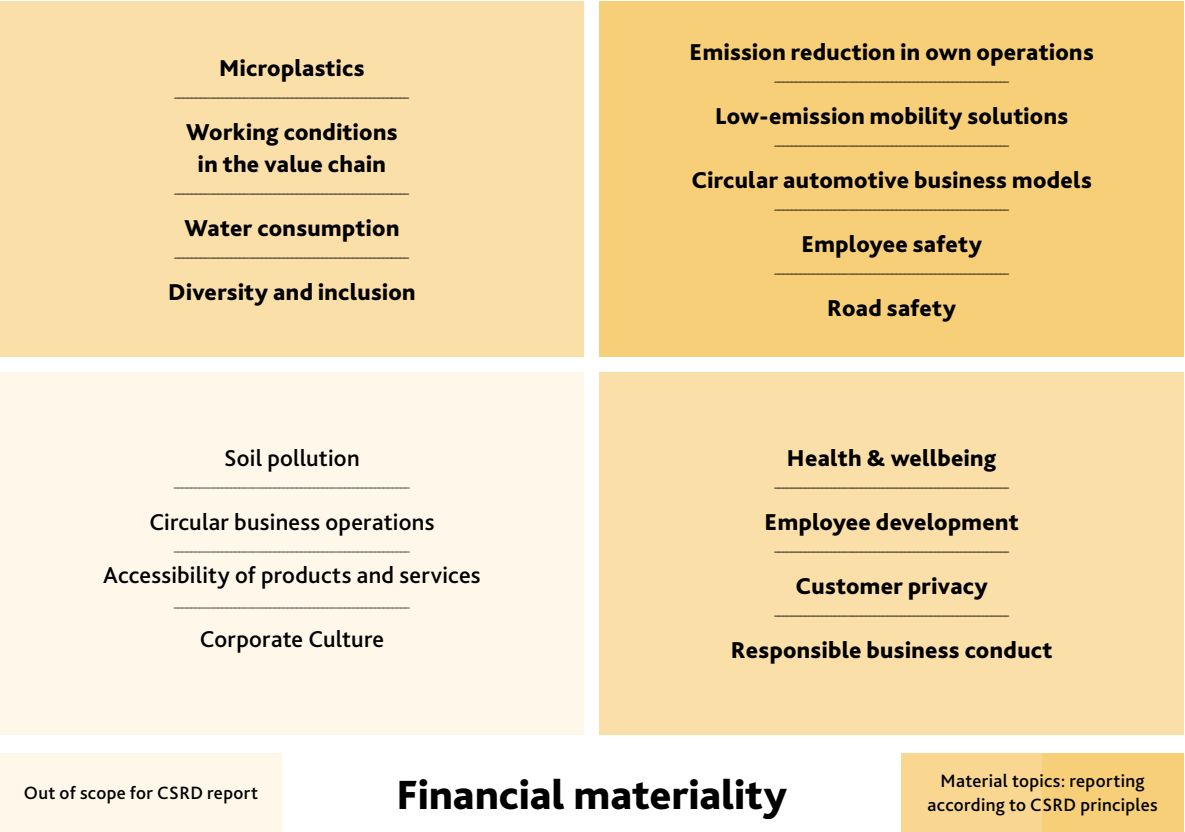 Microplastics
Working conditions
in the value chain
Water consumption
Diversity and inclusion
Emission reduction in own operations
Low-emission mobility solutions
Circular automotive business models
Employee safety
Road safety
Soil pollution
Circular business operations
Accessibility of products and services
Corporate Culture
Health & wellbeing
Employee development
Customer privacy
Responsible business conduct
Out of scope for CSRD report
Financial materiality
Material topics: reporting
according to CSRD principles